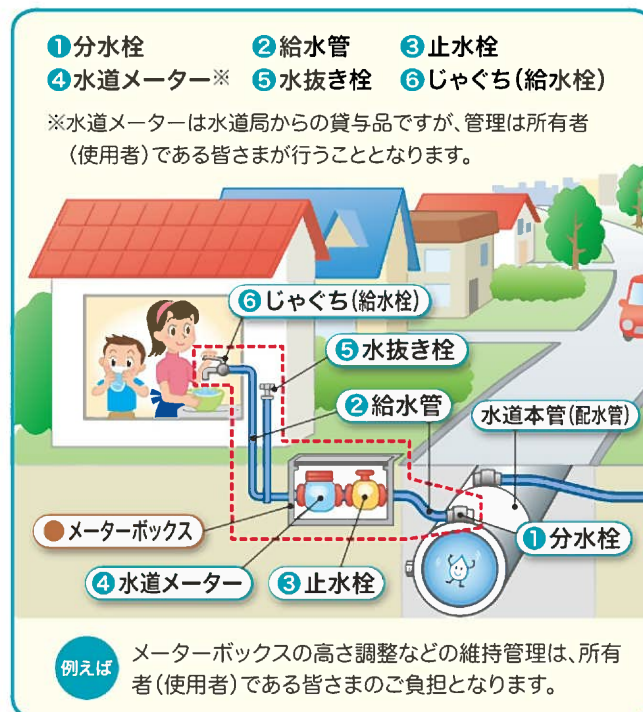 ❶分水栓 ❷給水管 ❸止水栓
❹水道メーター※ ❺水抜き栓 ❻じゃぐち(給水栓)
※水道メーターは水道局からの貸与品ですが、管理は所有者
(使用者)である皆さまが行うこととなります。
❻じゃぐち(給水栓)
❺水抜き栓
❷給水管
水道本管(配水管)
●メーターボックス
❶分水栓
❹水道メーター
❸止水栓
例えば
メーターボックスの高さ調整などの維持管理は、所有
者(使用者)である皆さまのご負担となります。